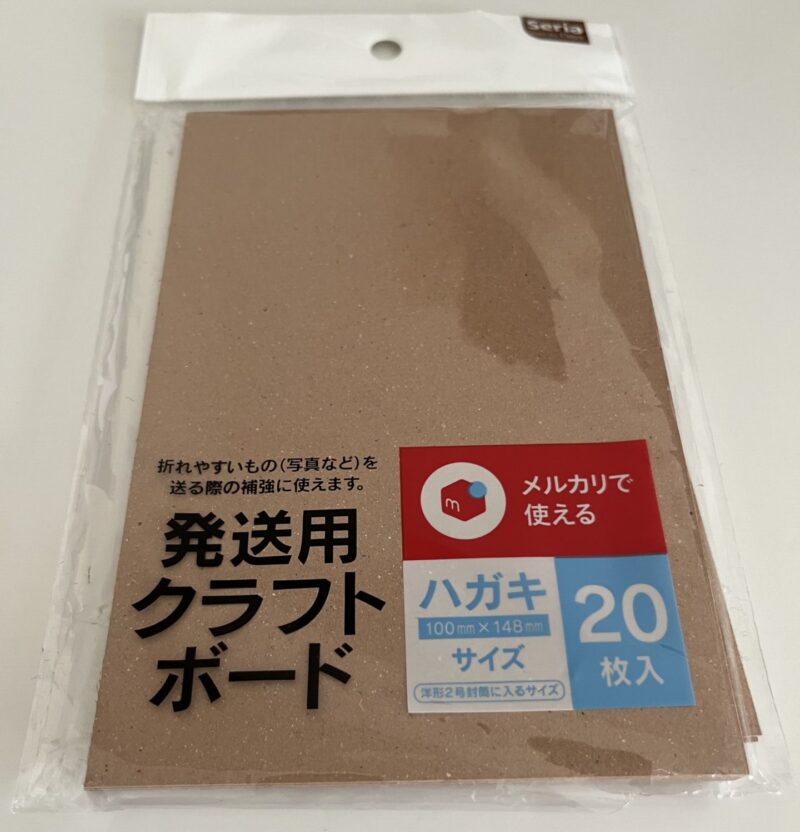 Seria
折れやすいもの(写真など)を
送る際の補強に使えます。
発送用
クラフト
ボード
m
メルカリで
使える
ハガキ
100mm×148mm
サイズ
洋形2号封筒に入るサイズ
20
枚入